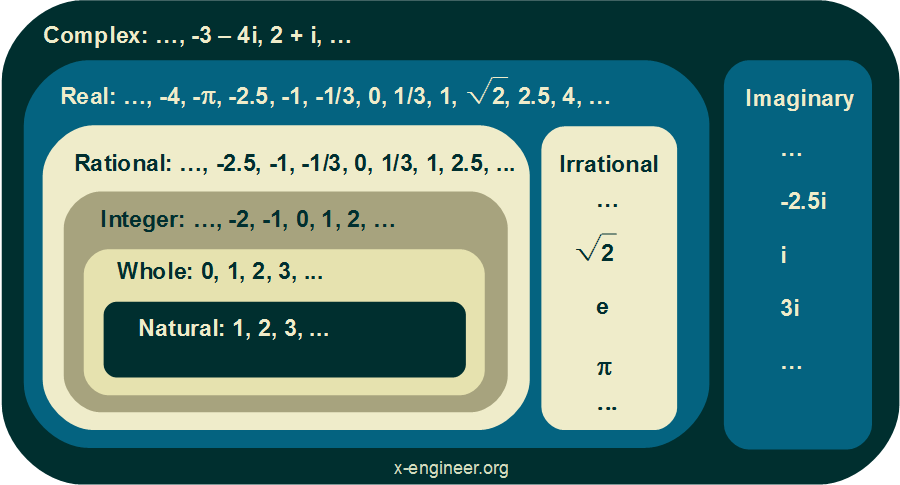 Complex: ..., -3 – 4i, 2 + i, ...
Real: ..., -4, -π, -2.5, -1, -1/3, 0, 1/3, 1, √2, 2.5, 4, ...
Rational: ..., -2.5, -1, -1/3, 0, 1/3, 1, 2.5, ...
Integer: ..., -2, -1, 0, 1, 2, ...
Whole: 0, 1, 2, 3, ...
Natural: 1, 2, 3, ...
Irrational
...
√2
e
π
...
Imaginary
...
-2.5i
i
3i
...
x-engineer.org